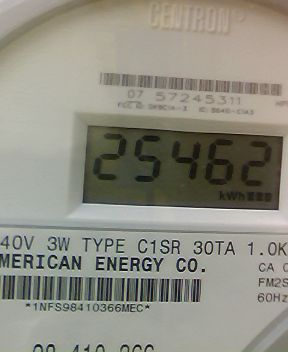 CENTRON®
07 57245311
25462
kWh
40V 3W TYPE C1SR 30TA 1.0K
MERICAN ENERGY CO.
CA 0
FM2S
60Hz
*1NFS98410366MEC*